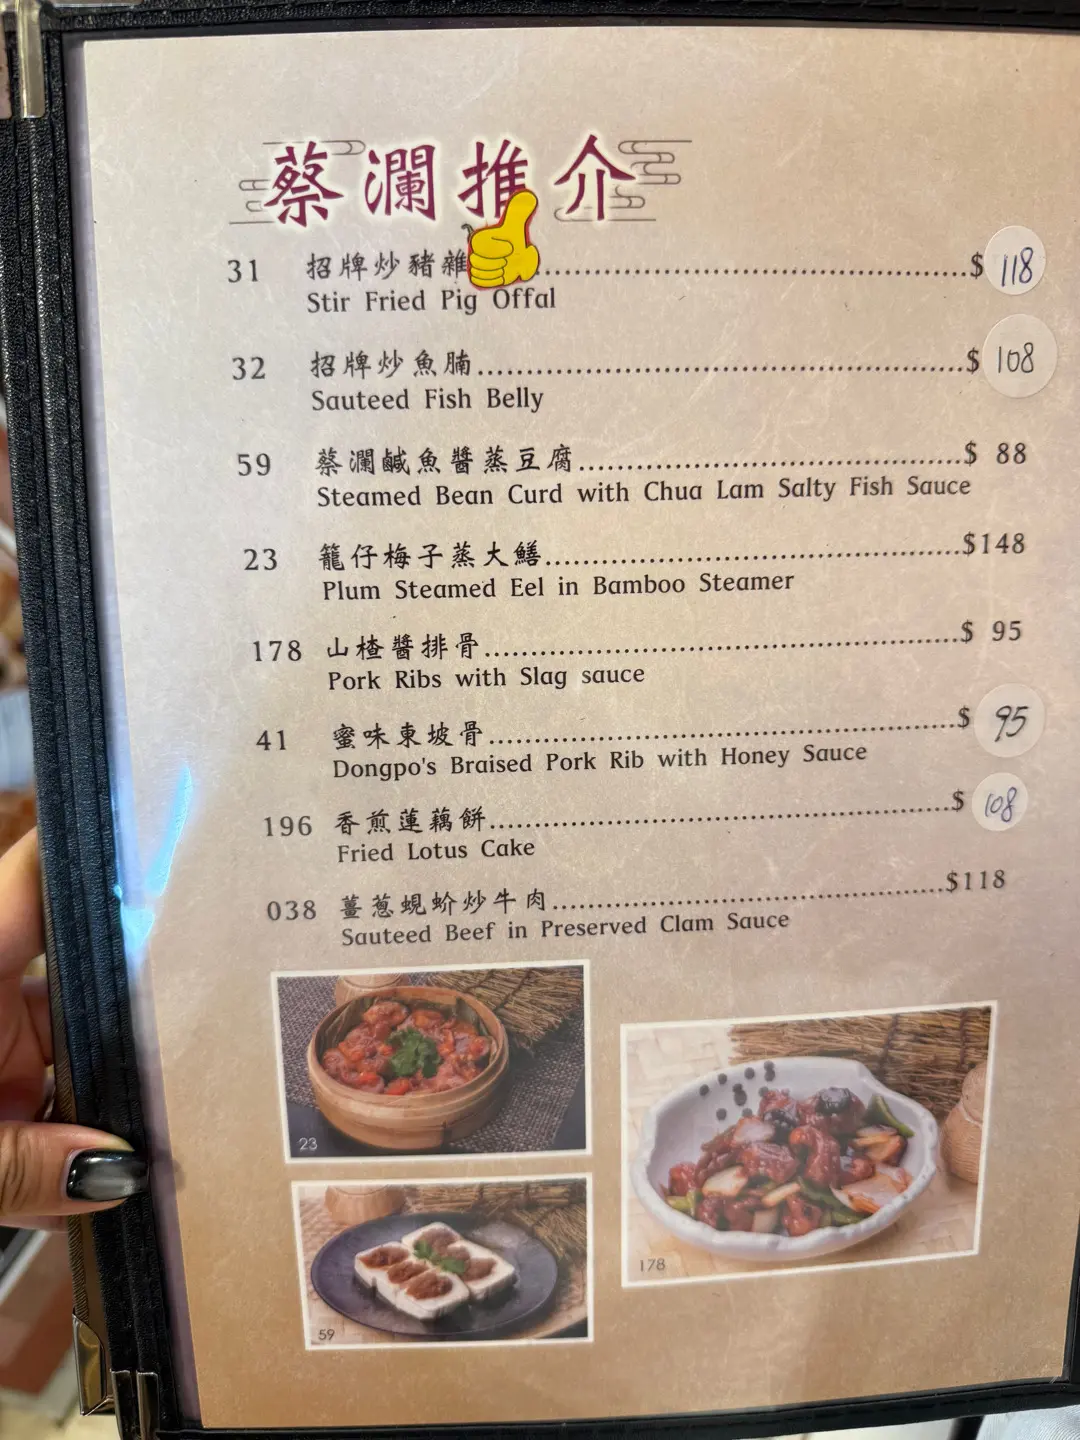 蔡瀾推介
31 招牌炒豬雜 $ 118
Stir Fried Pig Offal
32 招牌炒魚腩 $ 108
Sauteed Fish Belly
59 蔡瀾鹹魚醬蒸豆腐 $ 88
Steamed Bean Curd with Chua Lam Salty Fish Sauce
23 籠仔梅子蒸大鱔 $148
Plum Steamed Eel in Bamboo Steamer
178 山楂醬排骨 $ 95
Pork Ribs with Slag sauce
41 蜜味東坡骨 $ 95
Dongpo's Braised Pork Rib with Honey Sauce
196 香煎蓮藕餅 $ 108
Fried Lotus Cake
038 薑葱蜆蚧炒牛肉 $118
Sauteed Beef in Preserved Clam Sauce
23
178
59